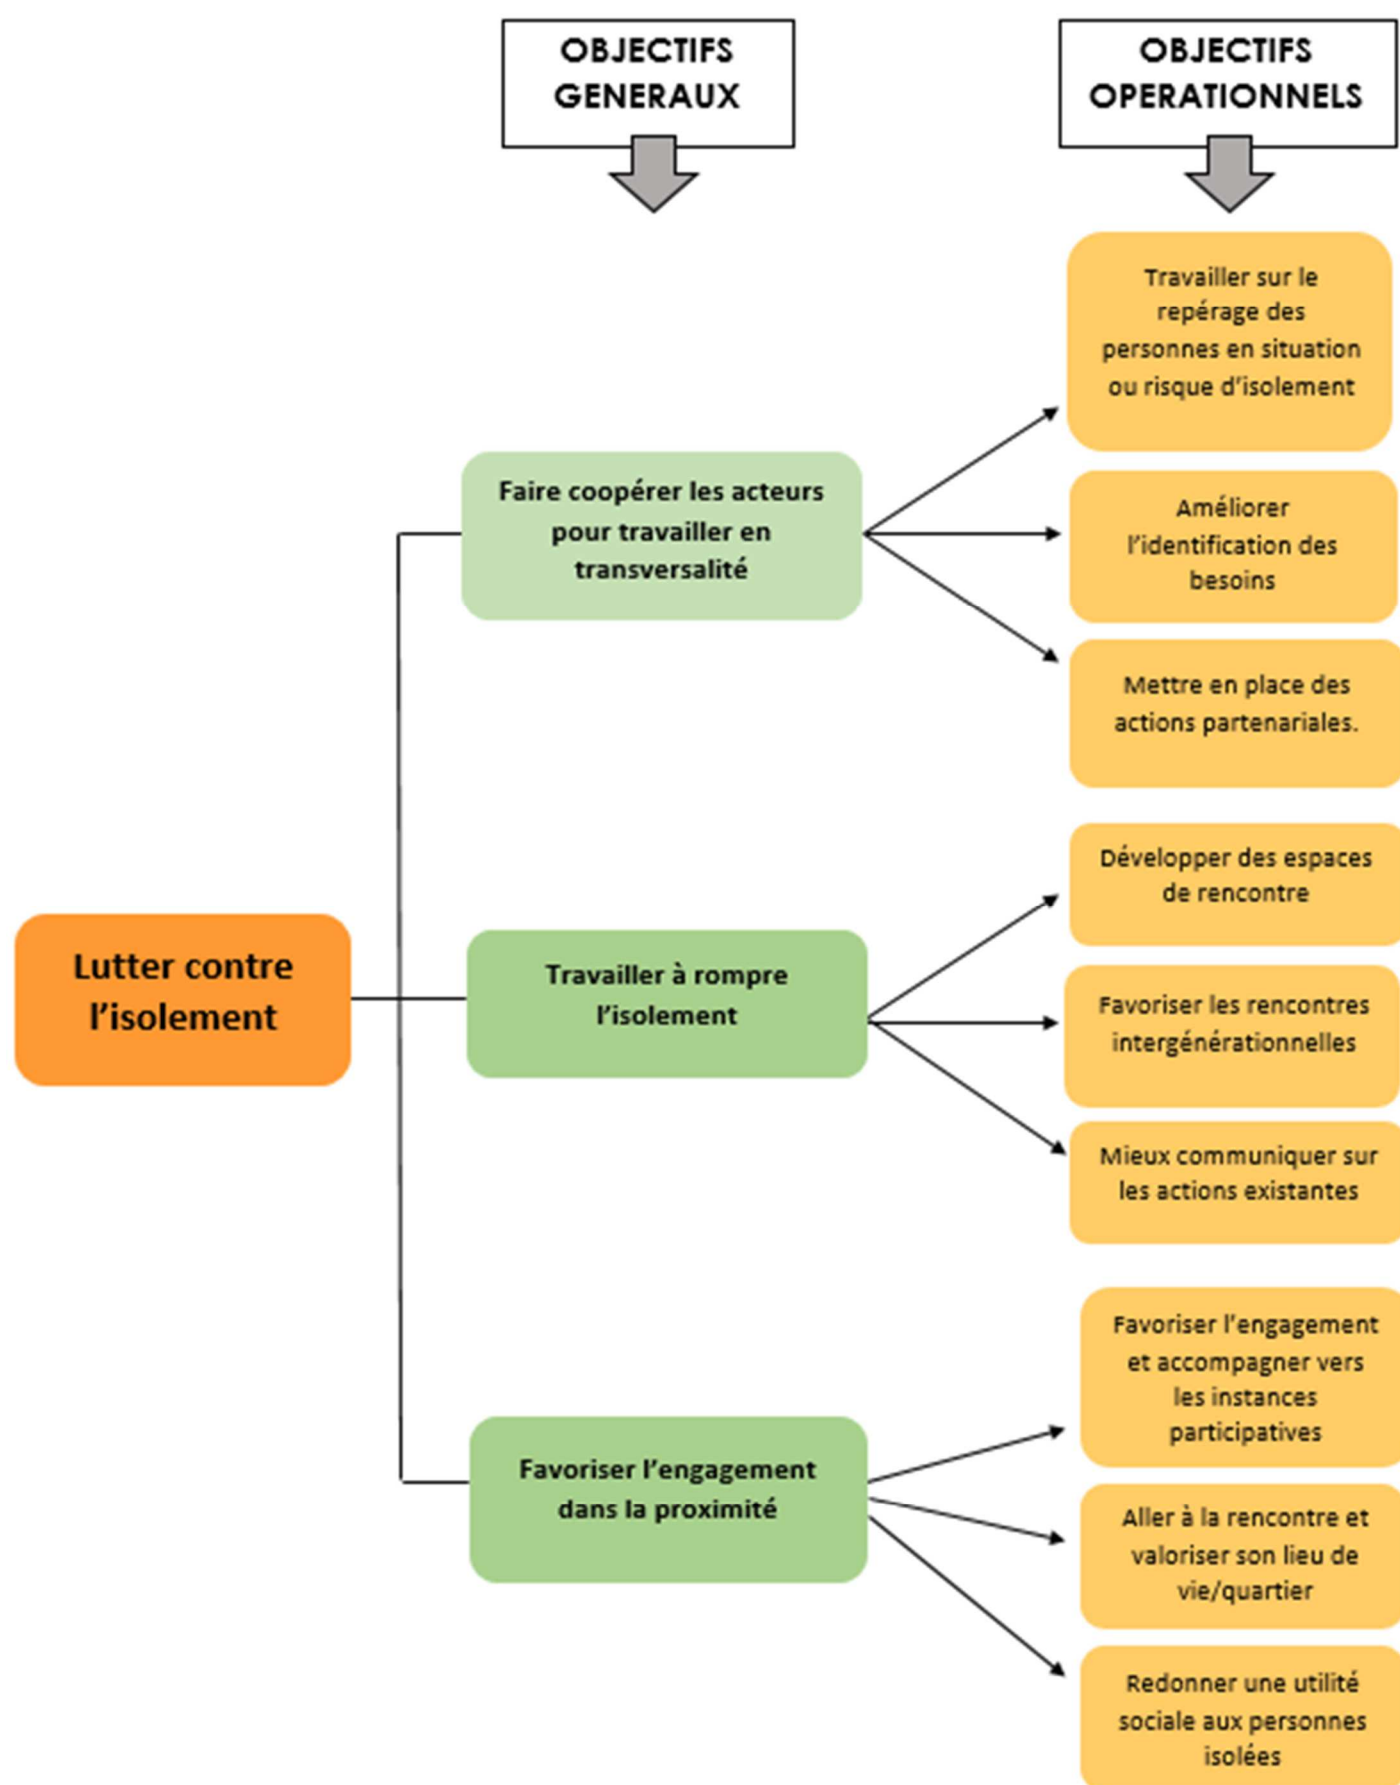 OBJECTIFS
GENERAUX
OBJECTIFS
OPERATIONNELS
Travailler sur le
repérage des
personnes en situation
ou risque d'isolement
Faire coopérer les acteurs
pour travailler en
transversalité
Améliorer
l'identification des
besoins
Mettre en place des
actions partenariales.
Développer des espaces
de rencontre
Lutter contre
l'isolement
Travailler à rompre
l'isolement
Favoriser les rencontres
intergénérationnelles
Mieux communiquer sur
les actions existantes
Favoriser l'engagement
et accompagner vers
les instances
participatives
Favoriser l'engagement
dans la proximité
Aller à la rencontre et
valoriser son lieu de
vie/quartier
Redonner une utilité
sociale aux personnes
isolées